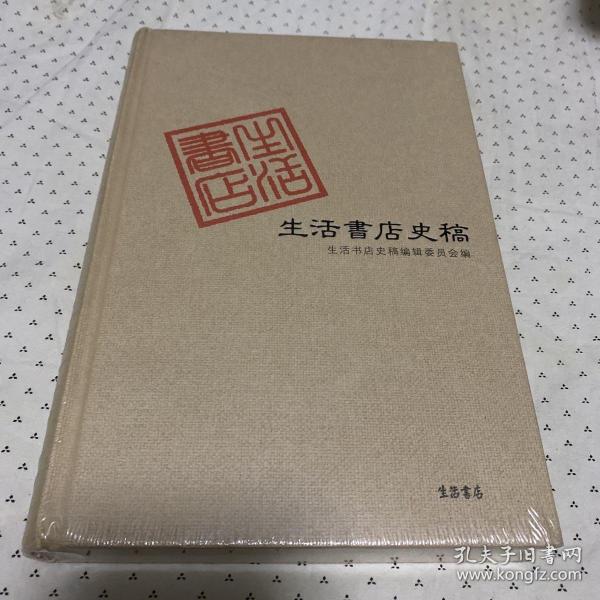 生活
書店
生活書店史稿
生活书店史稿编辑委员会编
生活書店
孔夫子旧书网
www.kongfz.com